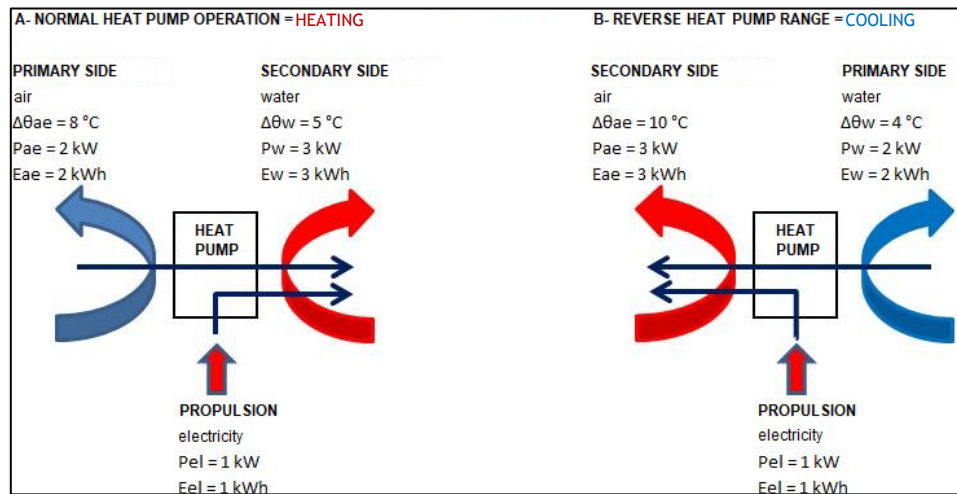 A- NORMAL HEAT PUMP OPERATION = HEATING
PRIMARY SIDE
air
Δθae = 8 °C
Pae = 2 kW
Eae = 2 kWh
SECONDARY SIDE
water
Δθw = 5 °C
Pw = 3 kW
Ew = 3 kWh
HEAT
PUMP
PROPULSION
electricity
Pel = 1 kW
Eel = 1 kWh
B- REVERSE HEAT PUMP RANGE = COOLING
SECONDARY SIDE
air
Δθae = 10 °C
Pae = 3 kW
Eae = 3 kWh
PRIMARY SIDE
water
Δθw = 4 °C
Pw = 2 kW
Ew = 2 kWh
HEAT
PUMP
PROPULSION
electricity
Pel = 1 kW
Eel = 1 kWh